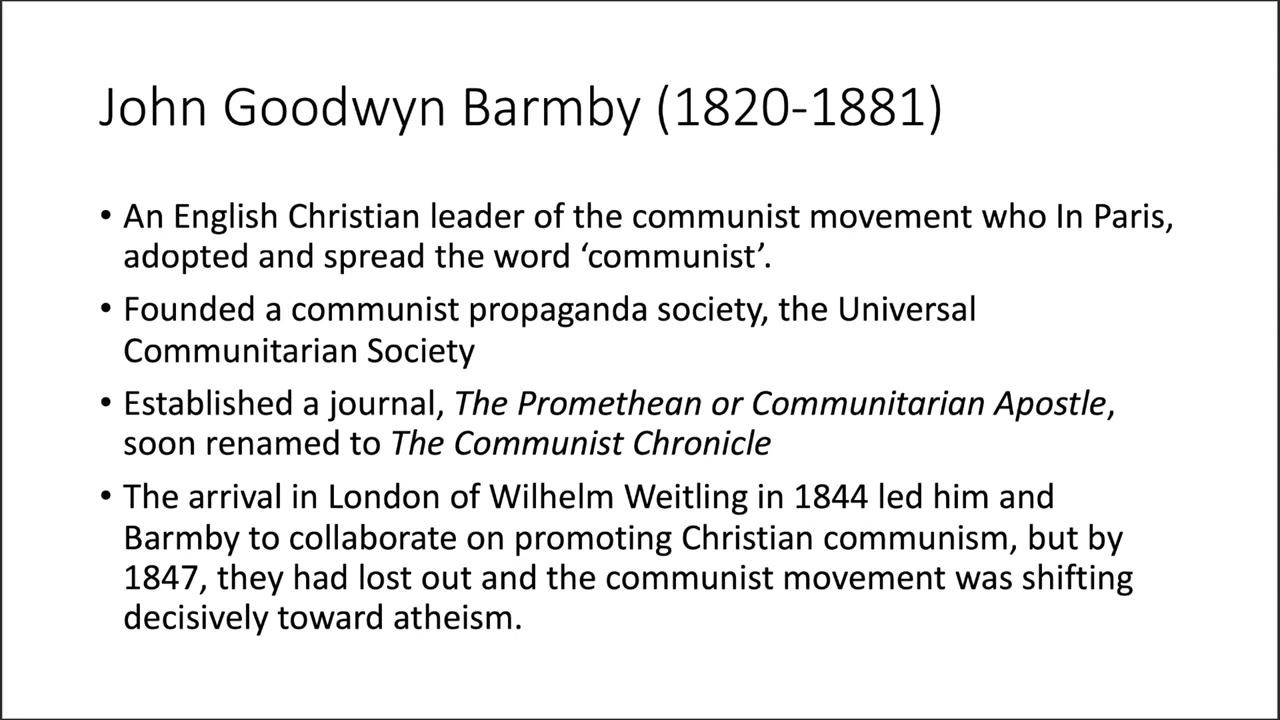 John Goodwyn Barmby (1820-1881)
• An English Christian leader of the communist movement who In Paris,
adopted and spread the word ‘communist’.
• Founded a communist propaganda society, the Universal
Communitarian Society
• Established a journal, The Promethean or Communitarian Apostle,
soon renamed to The Communist Chronicle
• The arrival in London of Wilhelm Weitling in 1844 led him and
Barmby to collaborate on promoting Christian communism, but by
1847, they had lost out and the communist movement was shifting
decisively toward atheism.